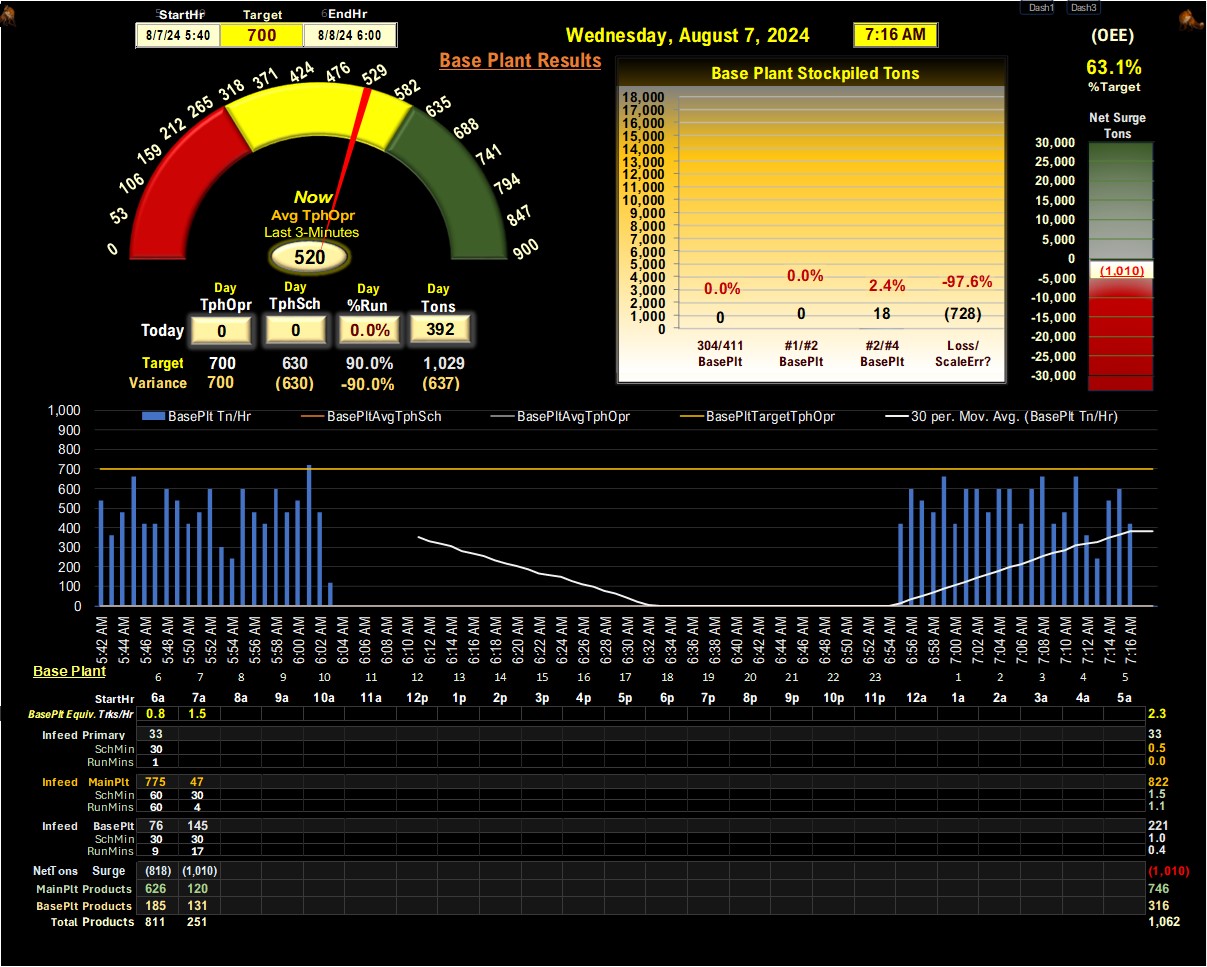 Dash1 Dash3
StartHr Target EndHr
8/7/24 5:40 700 8/8/24 6:00
Wednesday, August 7, 2024 7:16 AM
(OEE)
63.1%
%Target
Base Plant Results
0 53 106 159 212 265 318 371 424 476 529 582 635 688 741 794 847 900
Now
Avg TphOpr
Last 3-Minutes
520
Day Day Day Day
TphOpr TphSch %Run Tons
Today 0 0 0.0% 392
Target 700 630 90.0% 1,029
Variance 700 (630) -90.0% (637)
Base Plant Stockpiled Tons
18,000
17,000
16,000
15,000
14,000
13,000
12,000
11,000
10,000
9,000
8,000
7,000
6,000
5,000
4,000
3,000
2,000
1,000
0
0.0% 0.0% 2.4% -97.6%
0 0 18 (728)
304/411 #1/#2 #2/#4 Loss/
BasePlt BasePlt BasePlt ScaleErr?
Net Surge
Tons
30,000
25,000
20,000
15,000
10,000
5,000
0
(1,010)
-5,000
-10,000
-15,000
-20,000
-25,000
-30,000
BasePlt Tn/Hr BasePltAvgTphSch BasePltAvgTphOpr BasePltTargetTphOpr 30 per. Mov. Avg. (BasePlt Tn/Hr)
1,000
900
800
700
600
500
400
300
200
100
0
5:42 AM 5:44 AM 5:46 AM 5:48 AM 5:50 AM 5:52 AM 5:54 AM 5:56 AM 5:58 AM 6:00 AM 6:02 AM 6:04 AM 6:06 AM 6:08 AM 6:10 AM 6:12 AM 6:14 AM 6:16 AM 6:18 AM 6:20 AM 6:22 AM 6:24 AM 6:26 AM 6:28 AM 6:30 AM 6:32 AM 6:34 AM 6:36 AM 6:38 AM 6:40 AM 6:42 AM 6:44 AM 6:46 AM 6:48 AM 6:50 AM 6:52 AM 6:54 AM 6:56 AM 6:58 AM 7:00 AM 7:02 AM 7:04 AM 7:06 AM 7:08 AM 7:10 AM 7:12 AM 7:14 AM 7:16 AM
Base Plant
6 7 8 9 10 11 12 13 14 15 16 17 18 19 20 21 22 23 1 2 3 4 5
StartHr 6a 7a 8a 9a 10a 11a 12p 1p 2p 3p 4p 5p 6p 7p 8p 9p 10p 11p 12a 1a 2a 3a 4a 5a
BasePlt Equiv. Trks/Hr 0.8 1.5 2.3
Infeed Primary 33 33
SchMin 30 0.5
RunMins 1 0.0
Infeed MainPlt 775 47 822
SchMin 60 30 1.5
RunMins 60 4 1.1
Infeed BasePlt 76 145 221
SchMin 30 30 1.0
RunMins 9 17 0.4
NetTons Surge (818) (1,010) (1,010)
MainPlt Products 626 120 746
BasePlt Products 185 131 316
Total Products 811 251 1,062